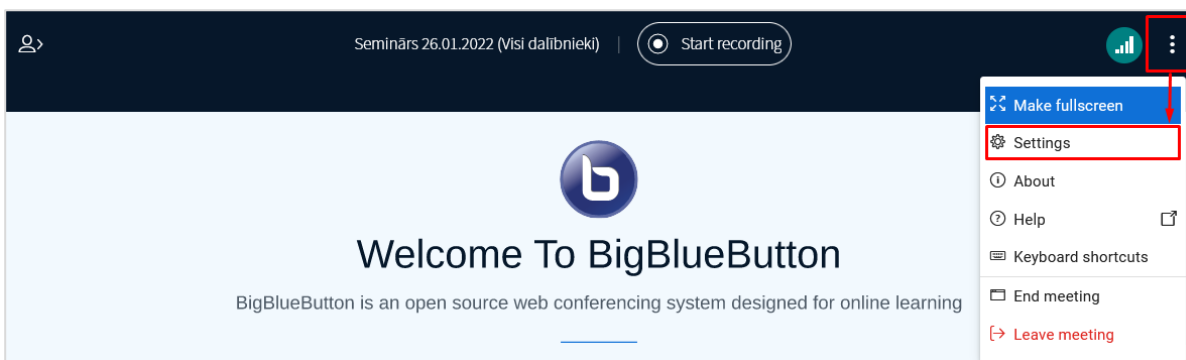 Seminārs 26.01.2022 (Visi dalībnieki) | Start recording
Make fullscreen
Settings
About
Help
Keyboard shortcuts
End meeting
Leave meeting
Welcome To BigBlueButton
BigBlueButton is an open source web conferencing system designed for online learning